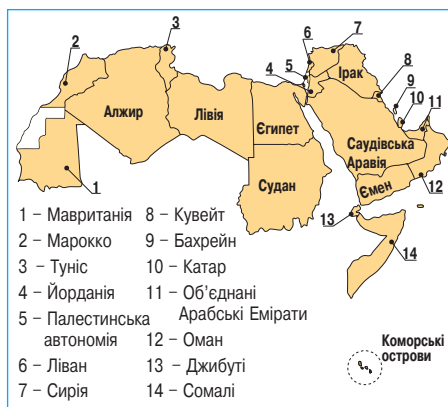 3
7
6
2
5
Ірак
8
4
9
10
11
Алжир
Лівія
Єгипет
Саудівська
Аравія
Судан
Ємен
1
12
13
14
1 – Мавританія
2 – Марокко
3 – Туніс
4 – Йорданія
5 – Палестинська
автономія
6 – Ліван
7 – Сирія
8 – Кувейт
9 – Бахрейн
10 – Катар
11 – Об’єднані
Арабські Емірати
12 – Оман
13 – Джибуті
14 – Сомалі
Коморські
острови